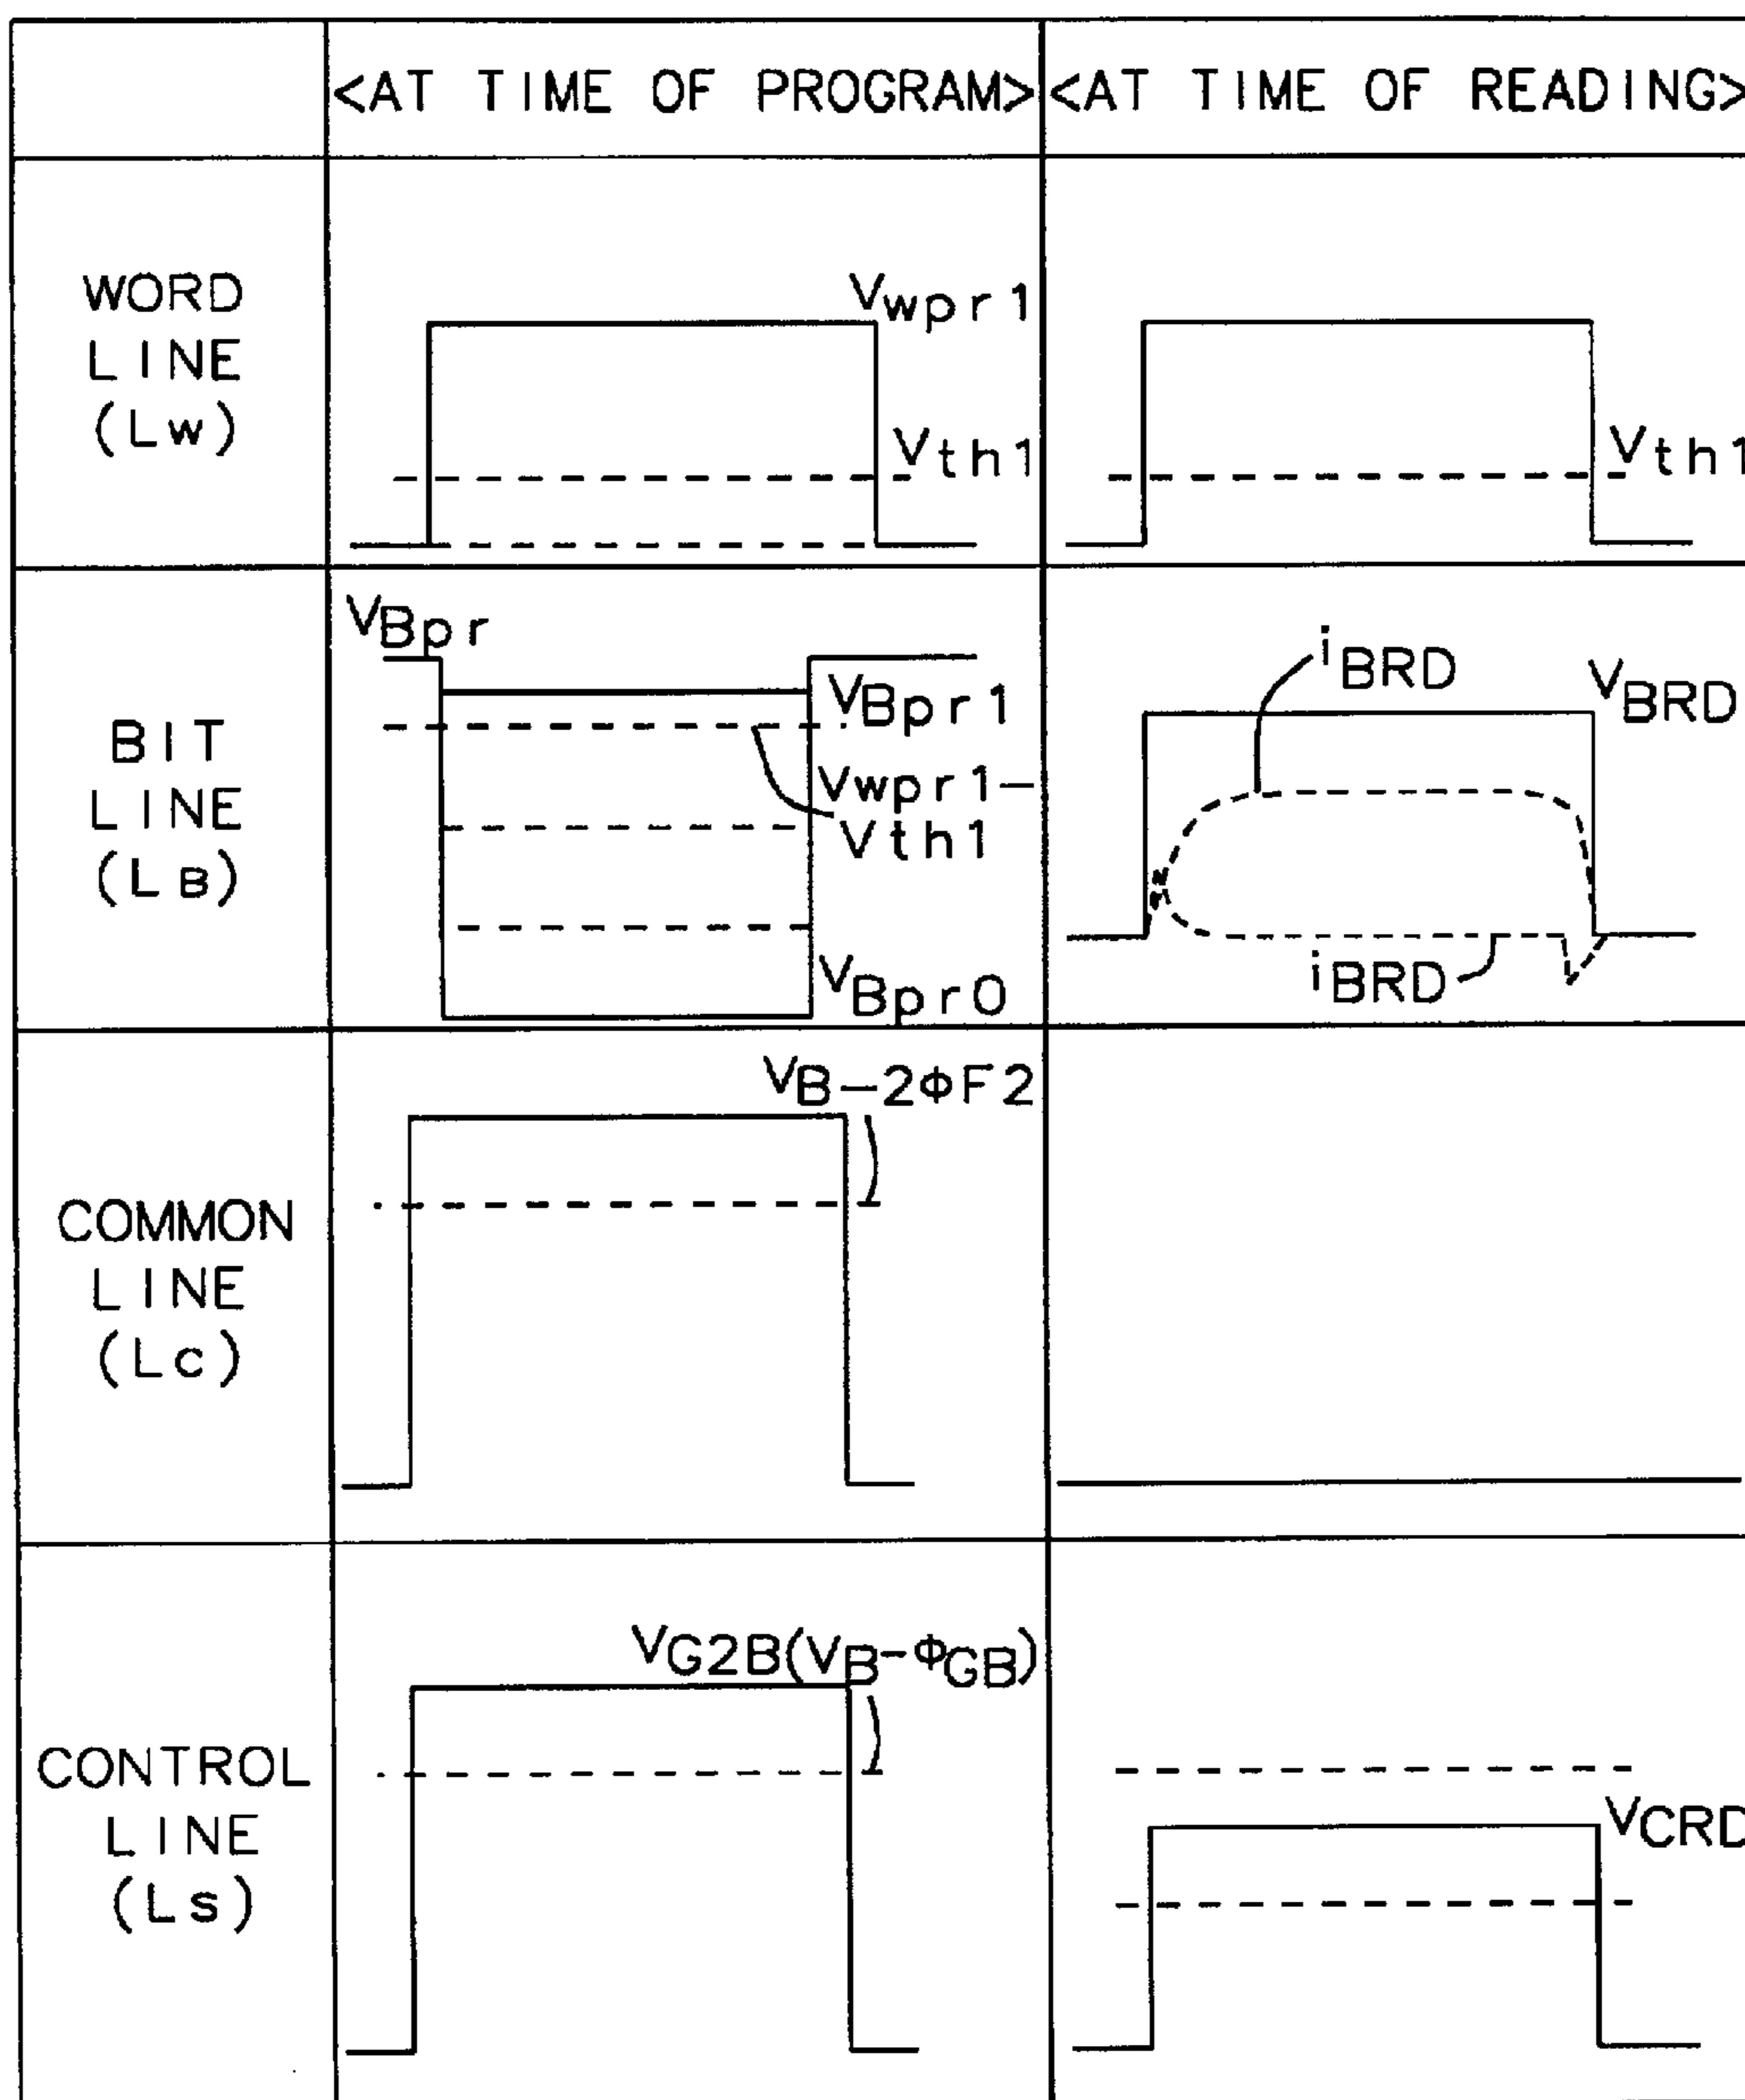 <AT TIME OF PROGRAM> <AT TIME OF READING>
WORD
LINE
(Lw)
Vwpr1
Vth1
Vth1
BIT
LINE
(LB)
VBpr
VBpr1
Vwpr1-
Vth1
VBpr0
iBRD
VBRD
iBRD
COMMON
LINE
(Lc)
VB-2ΦF2
CONTROL
LINE
(Ls)
VG2B(VB-ΦGB)
VCRD